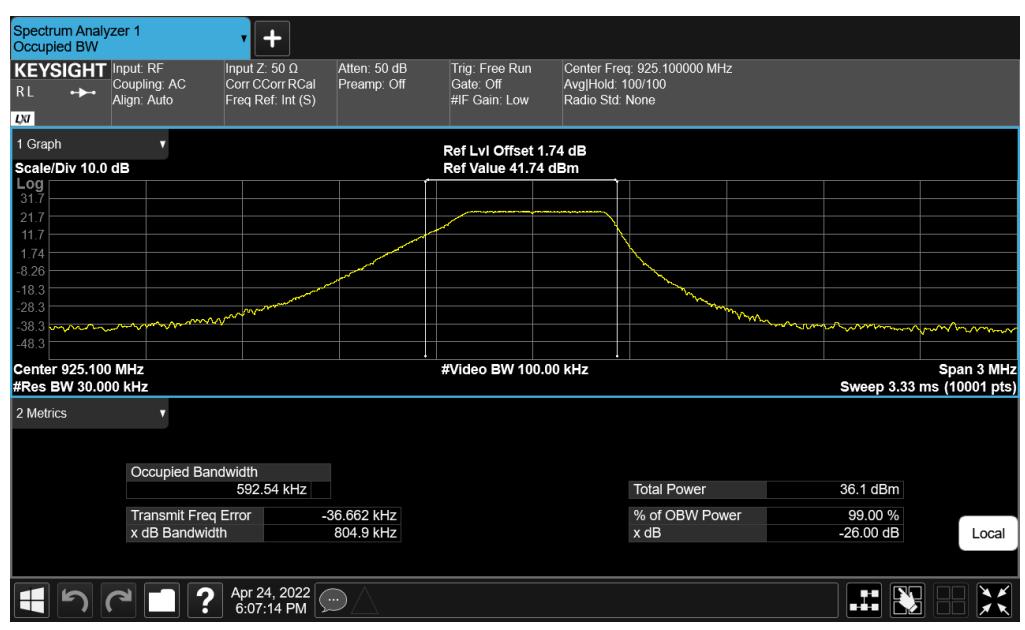 Spectrum Analyzer 1
Occupied BW
KEYSIGHT
R L
LXI
Input: RF
Coupling: AC
Align: Auto
Input Z: 50 Ω
Corr CCorr RCal
Freq Ref: Int (S)
Atten: 50 dB
Preamp: Off
Trig: Free Run
Gate: Off
#IF Gain: Low
Center Freq: 925.100000 MHz
Avg|Hold: 100/100
Radio Std: None
1 Graph
Scale/Div 10.0 dB
Ref Lvl Offset 1.74 dB
Ref Value 41.74 dBm
Log
31.7
21.7
11.7
1.74
-8.26
-18.3
-28.3
-38.3
-48.3
Center 925.100 MHz
#Video BW 100.00 kHz
Span 3 MHz
#Res BW 30.000 kHz
Sweep 3.33 ms (10001 pts)
2 Metrics
Occupied Bandwidth
592.54 kHz
Total Power 36.1 dBm
Transmit Freq Error -36.662 kHz
% of OBW Power 99.00 %
x dB Bandwidth 804.9 kHz
x dB -26.00 dB
Local
?
Apr 24, 2022
6:07:14 PM